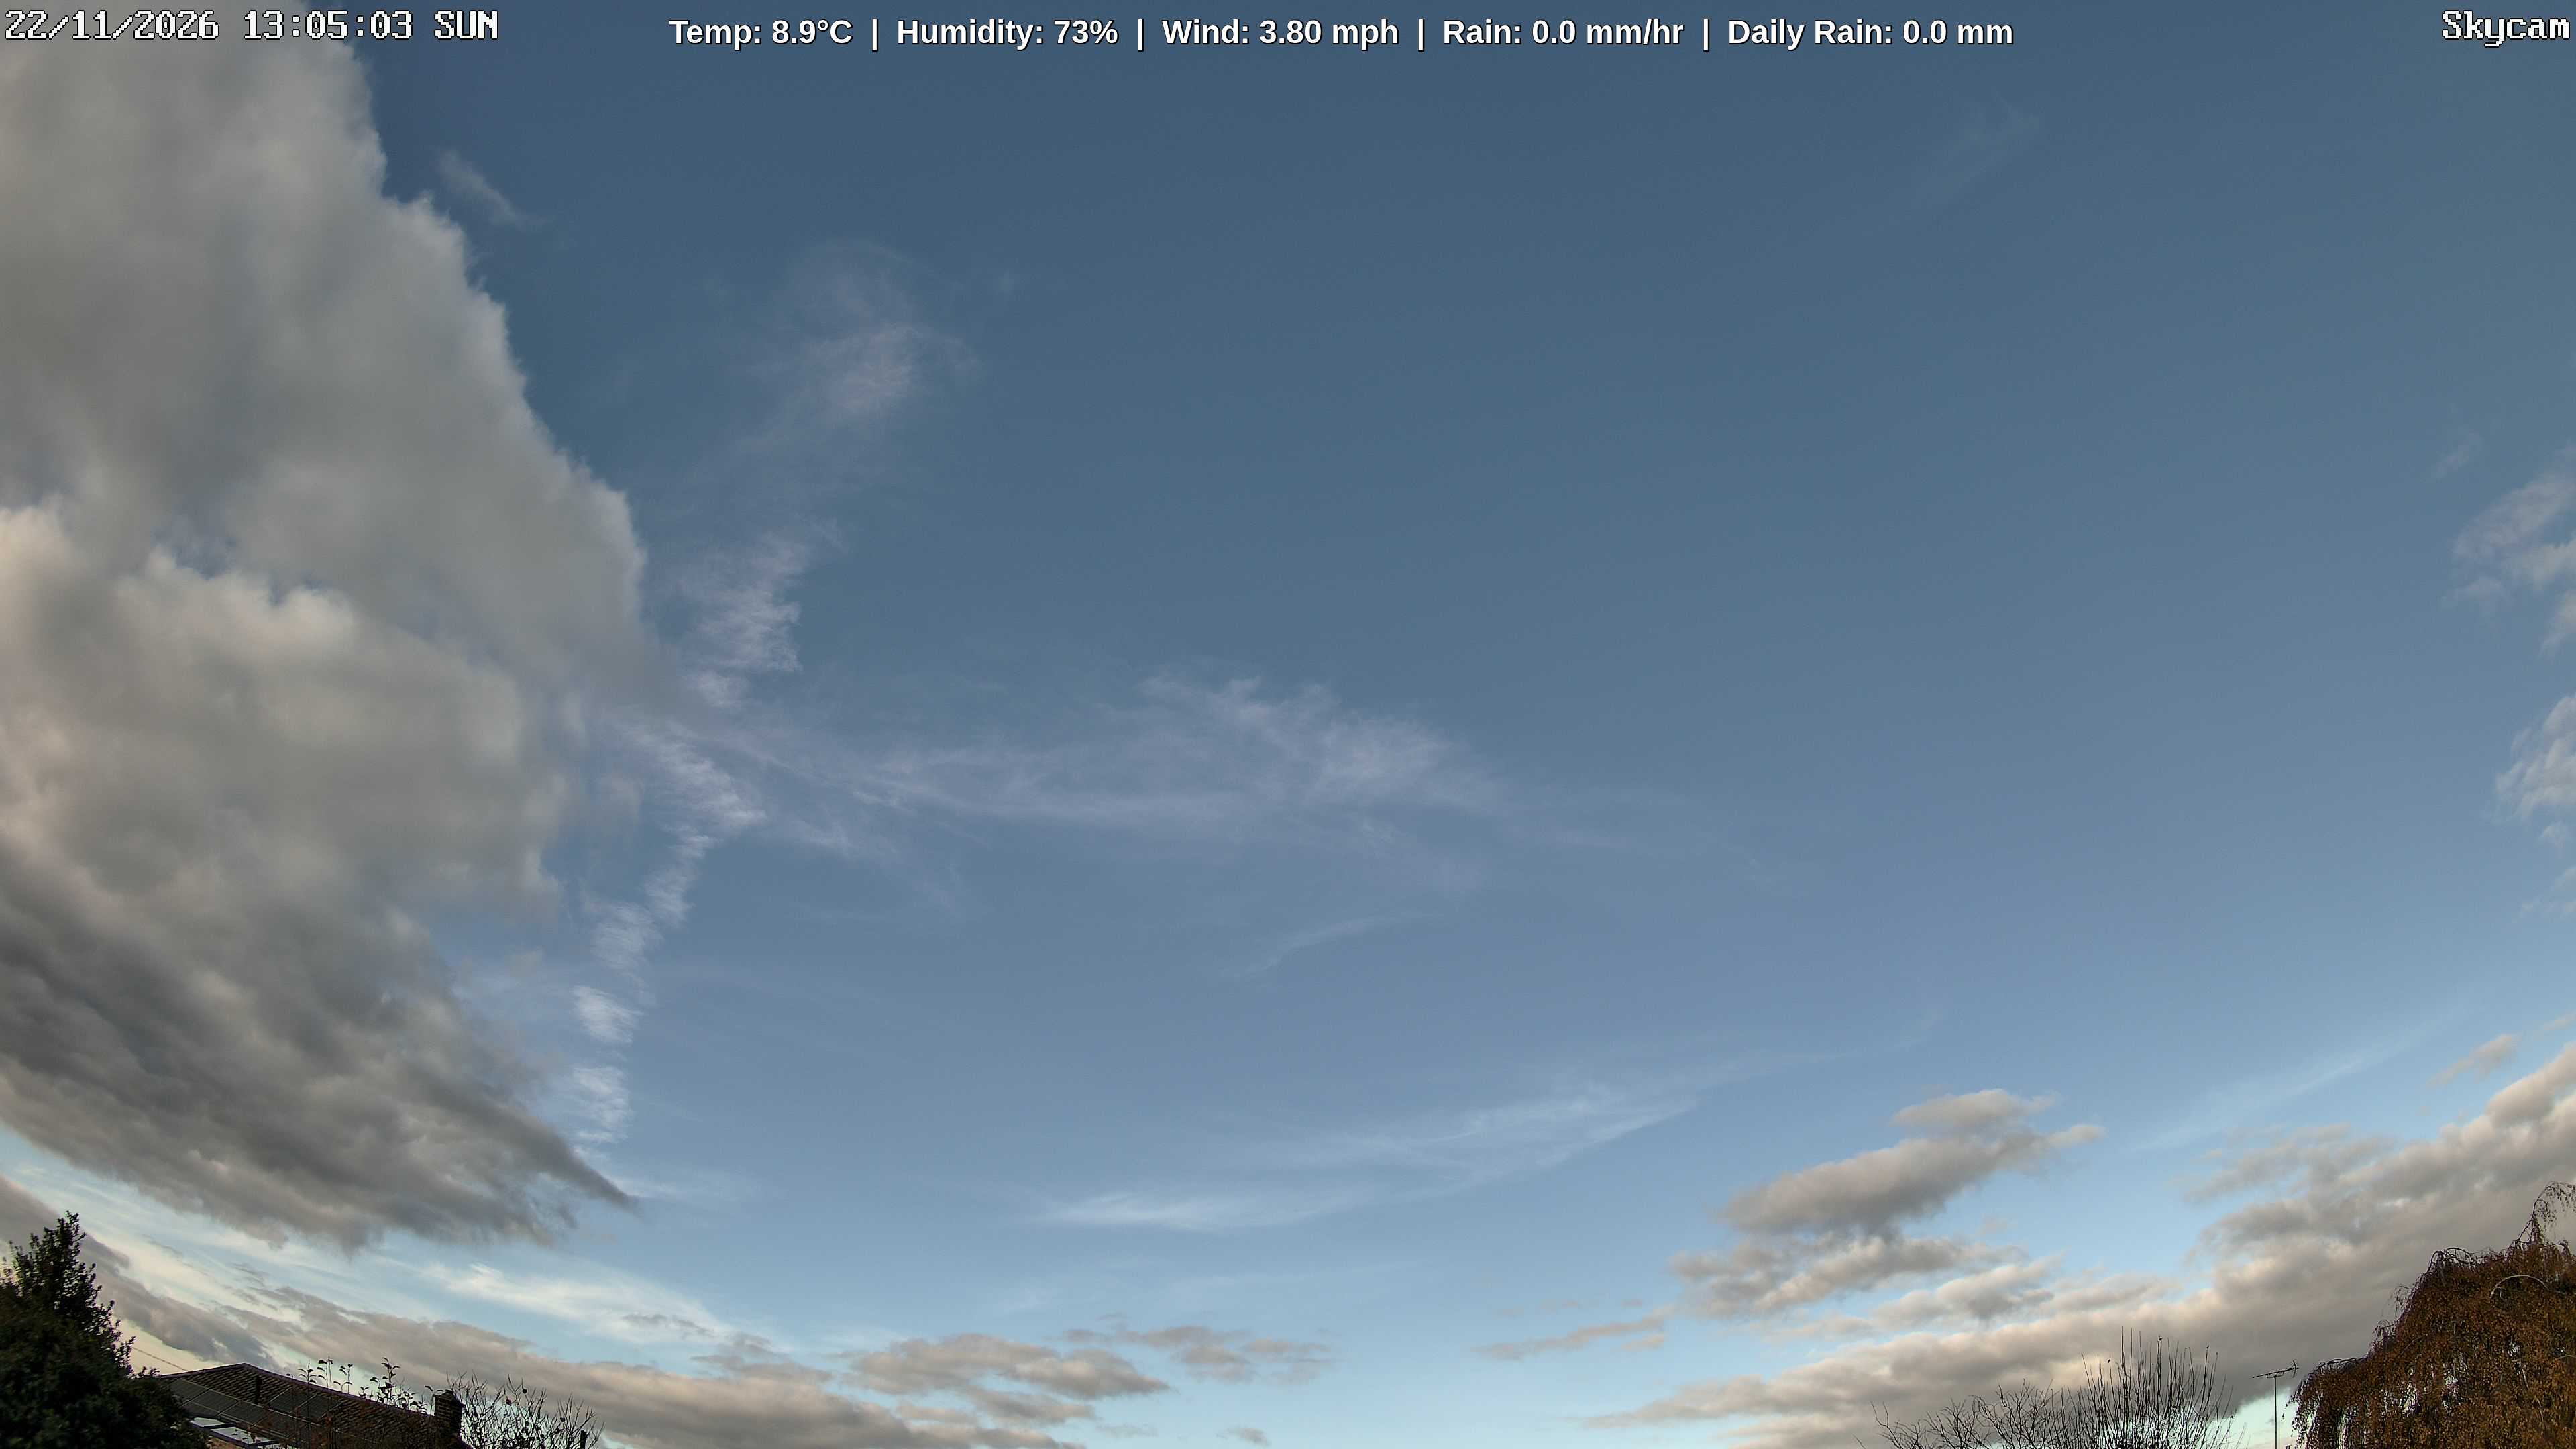 22/11/2026 13:05:03 SUN
Temp: 8.9°C | Humidity: 73% | Wind: 3.80 mph | Rain: 0.0 mm/hr | Daily Rain: 0.0 mm
Skycam